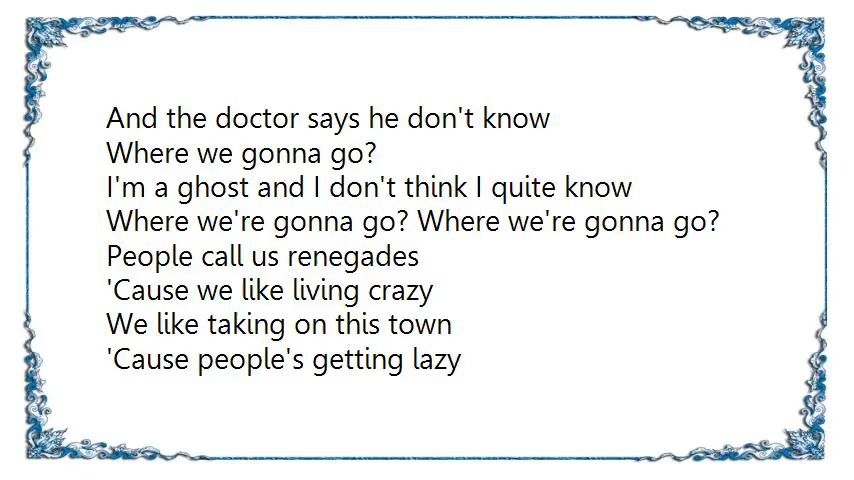 And the doctor says he don't know
Where we gonna go?
I'm a ghost and I don't think I quite know
Where we're gonna go? Where we're gonna go?
People call us renegades
'Cause we like living crazy
We like taking on this town
'Cause people's getting lazy